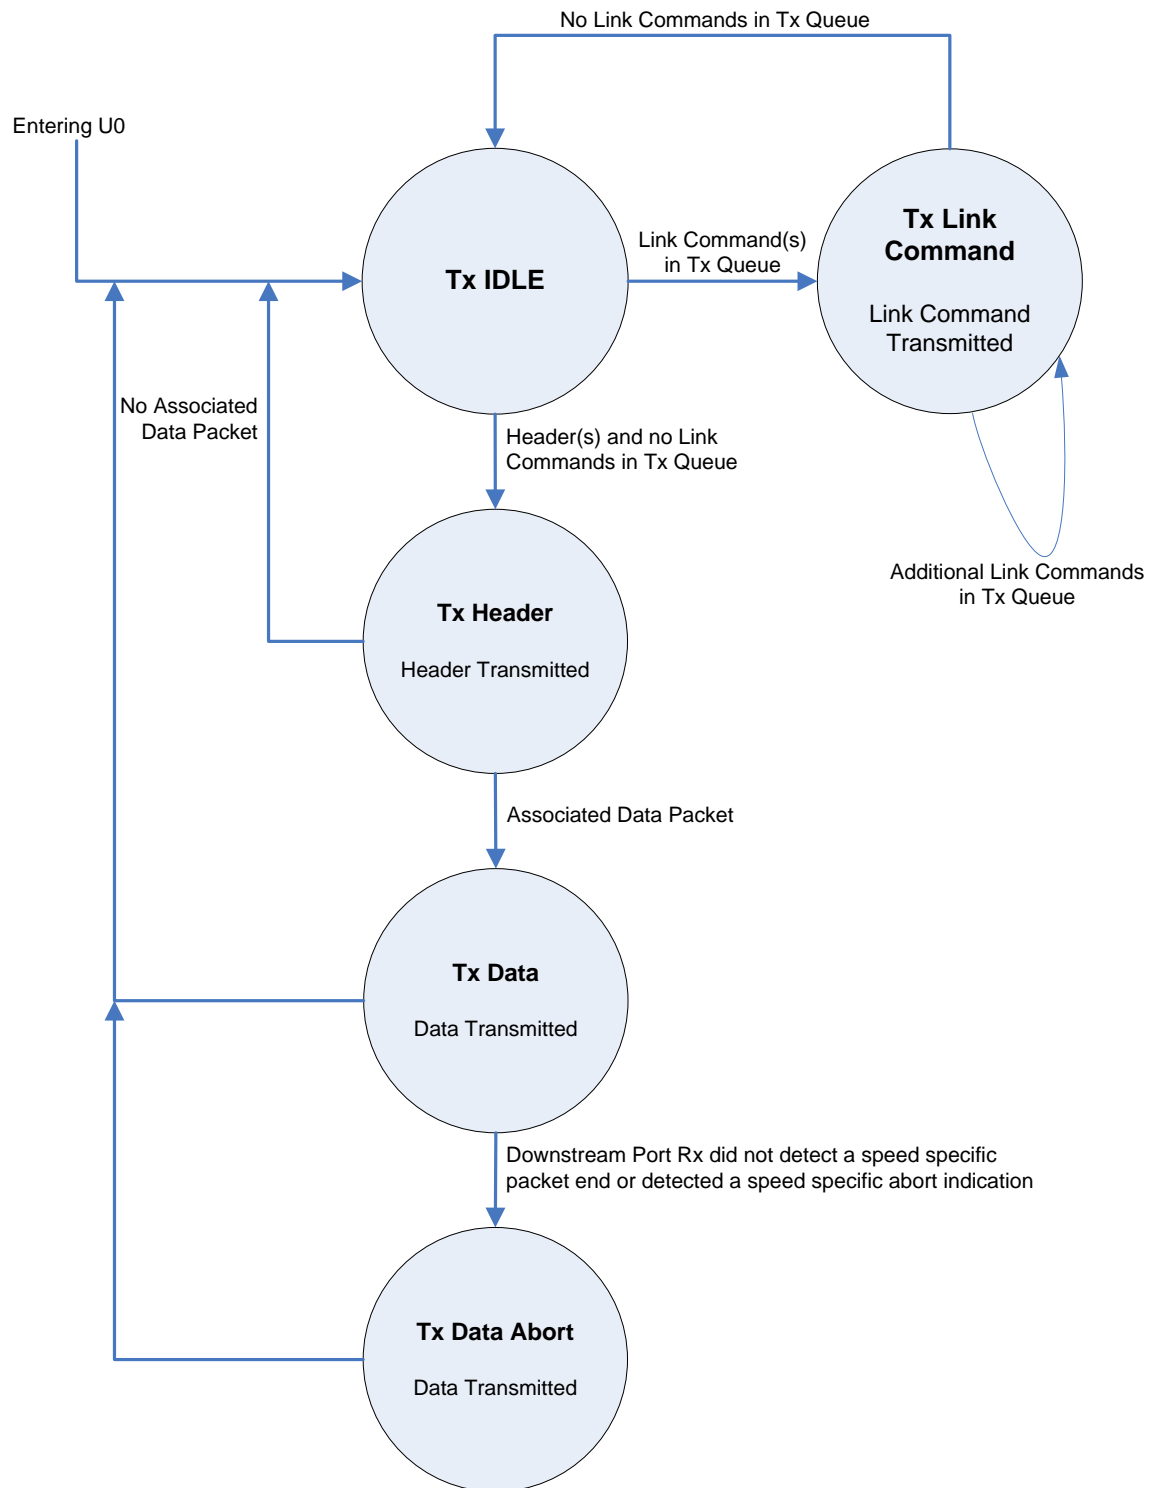 No Link Commands in Tx Queue
Entering U0
Tx IDLE
Link Command(s)
in Tx Queue
Tx Link
Command
Link Command
Transmitted
No Associated
Data Packet
Header(s) and no Link
Commands in Tx Queue
Additional Link Commands
in Tx Queue
Tx Header
Header Transmitted
Associated Data Packet
Tx Data
Data Transmitted
Downstream Port Rx did not detect a speed specific
packet end or detected a speed specific abort indication
Tx Data Abort
Data Transmitted